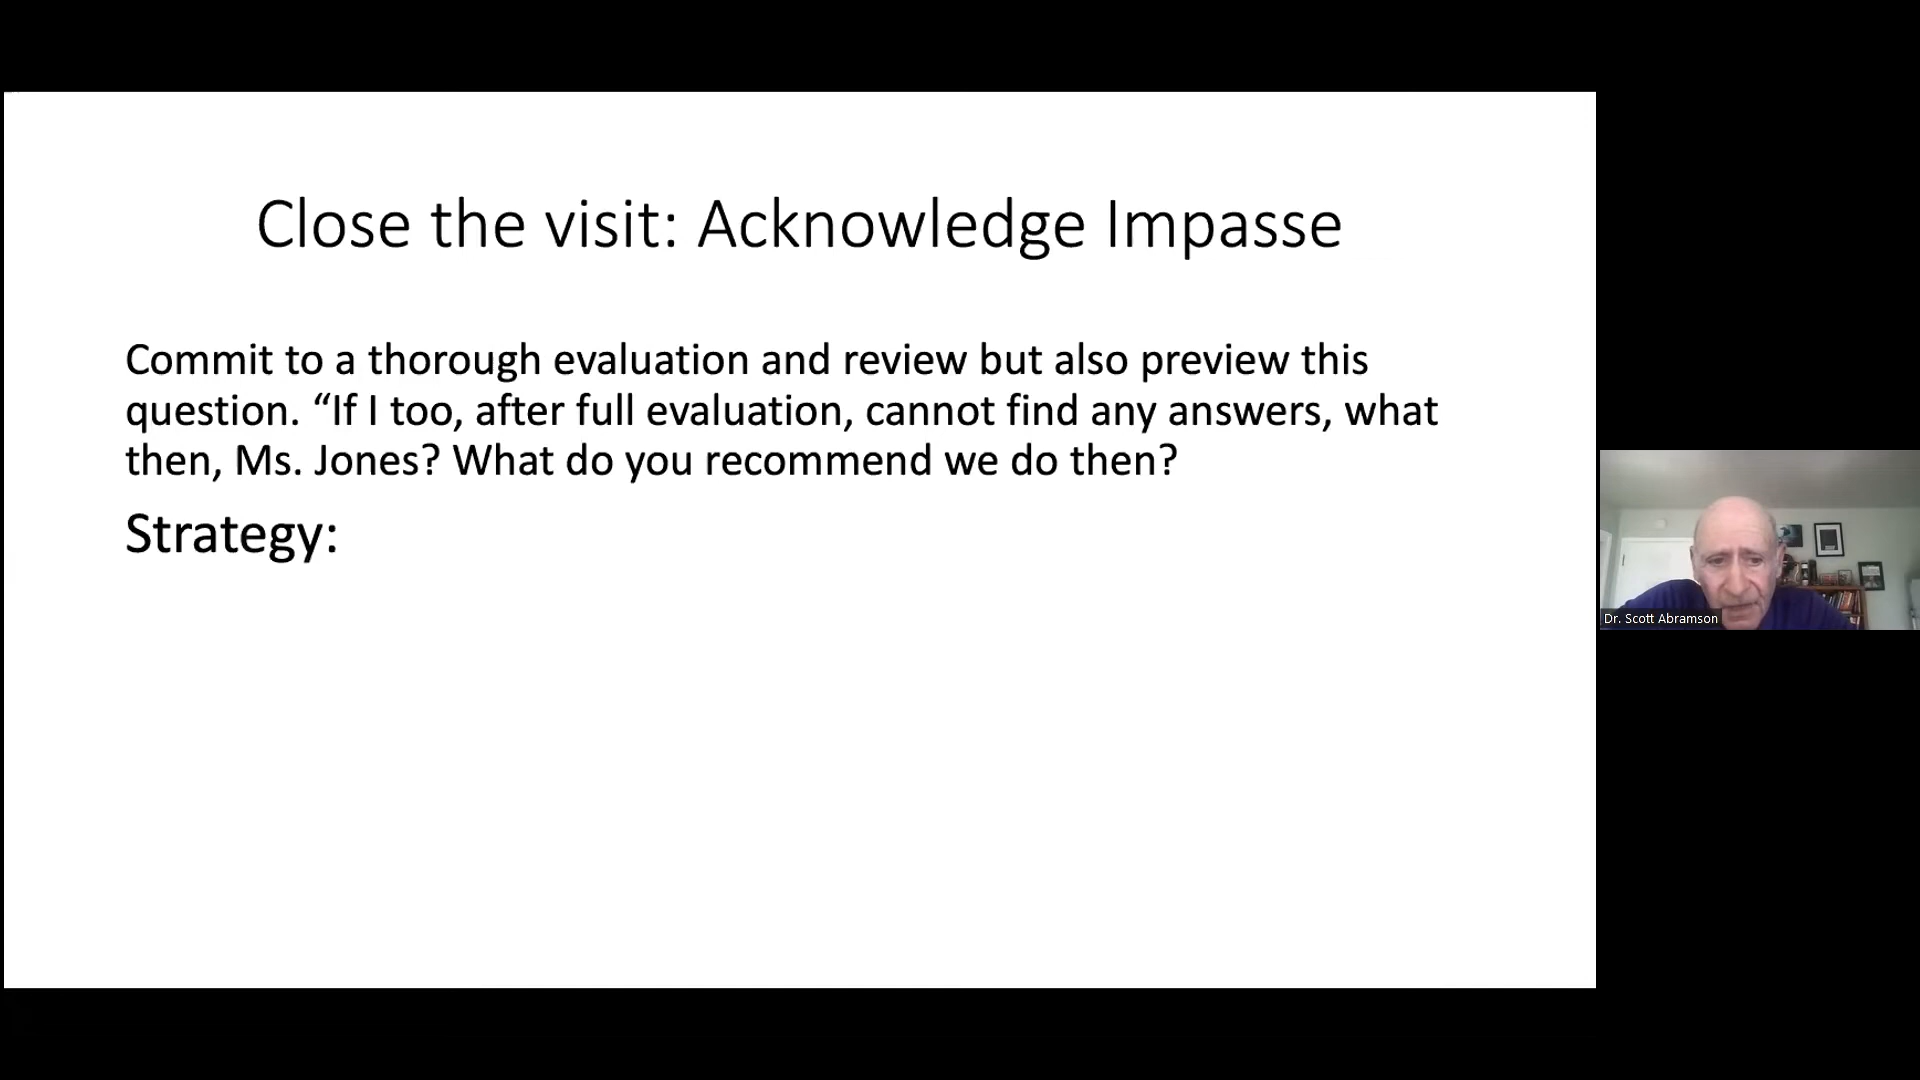 Close the visit: Acknowledge Impasse
Commit to a thorough evaluation and review but also preview this
question. “If I too, after full evaluation, cannot find any answers, what
then, Ms. Jones? What do you recommend we do then?
Strategy:
Dr. Scott Abramson